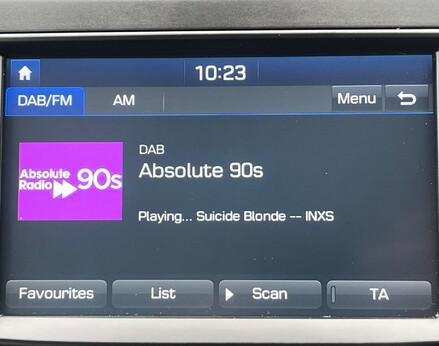 10:23
DAB/FM AM Menu
DAB
Absolute 90s
Absolute
Radio 90s
Playing... Suicide Blonde -- INXS
Favourites List Scan TA